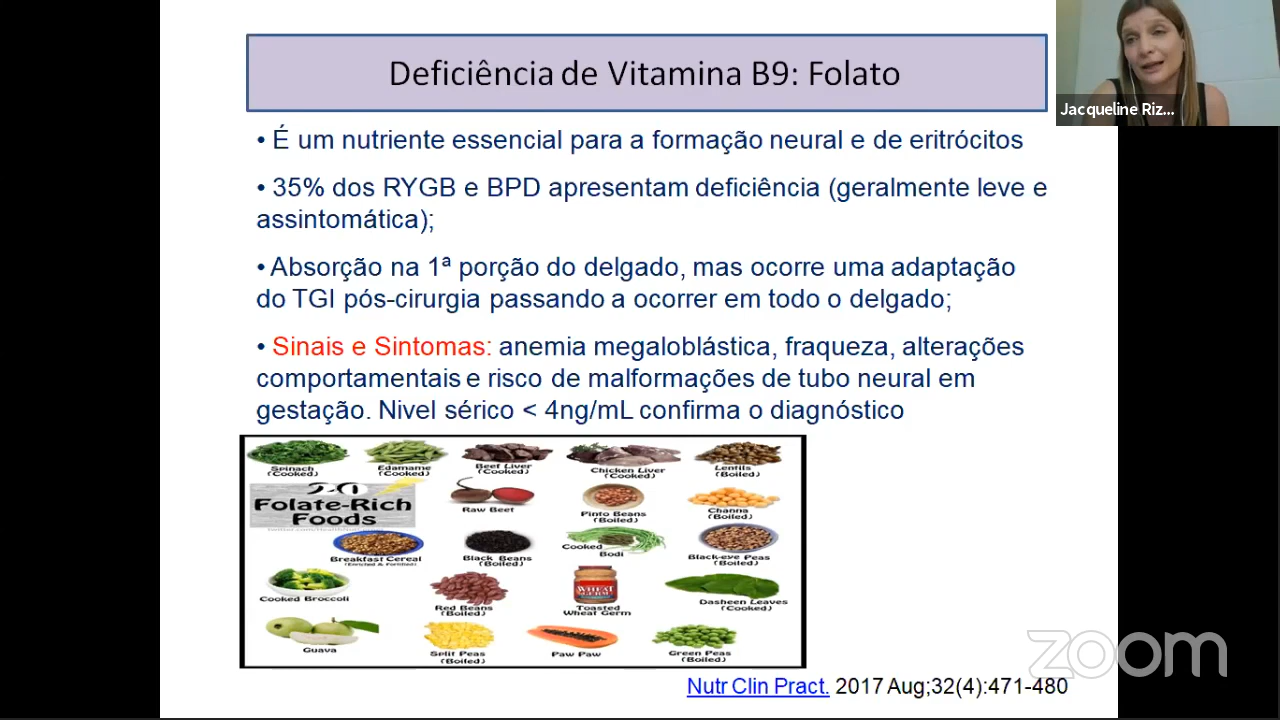 Deficiência de Vitamina B9: Folato
Jacqueline Riz...
• É um nutriente essencial para a formação neural e de eritrócitos
• 35% dos RYGB e BPD apresentam deficiência (geralmente leve e
assintomática);
• Absorção na 1ª porção do delgado, mas ocorre uma adaptação
do TGI pós-cirurgia passando a ocorrer em todo o delgado;
• Sinais e Sintomas: anemia megaloblástica, fraqueza, alterações
comportamentais e risco de malformações de tubo neural em
gestação. Nivel sérico < 4ng/mL confirma o diagnóstico
Spinach
(Cooked)
Edamame
(Cooked)
Beef Liver
(Cooked)
Chicken Liver
(Cooked)
Lentils
(Boiled)
20
Folate-Rich
Foods
Raw Beet
Pinto Beans
(Boiled)
Channa
(Boiled)
Breakfast Cereal
(Enriched & Fortified)
Black Beans
(Boiled)
Cooked
Bodi
Black-eye Peas
(Boiled)
Cooked Broccoli
Red Beans
(Boiled)
WHEAT
GERM
Toasted
Wheat Germ
Dasheen Leaves
(Cooked)
Guava
Split Peas
(Boiled)
Paw Paw
Green Peas
(Boiled)
zoom
Nutr Clin Pract. 2017 Aug;32(4):471-480